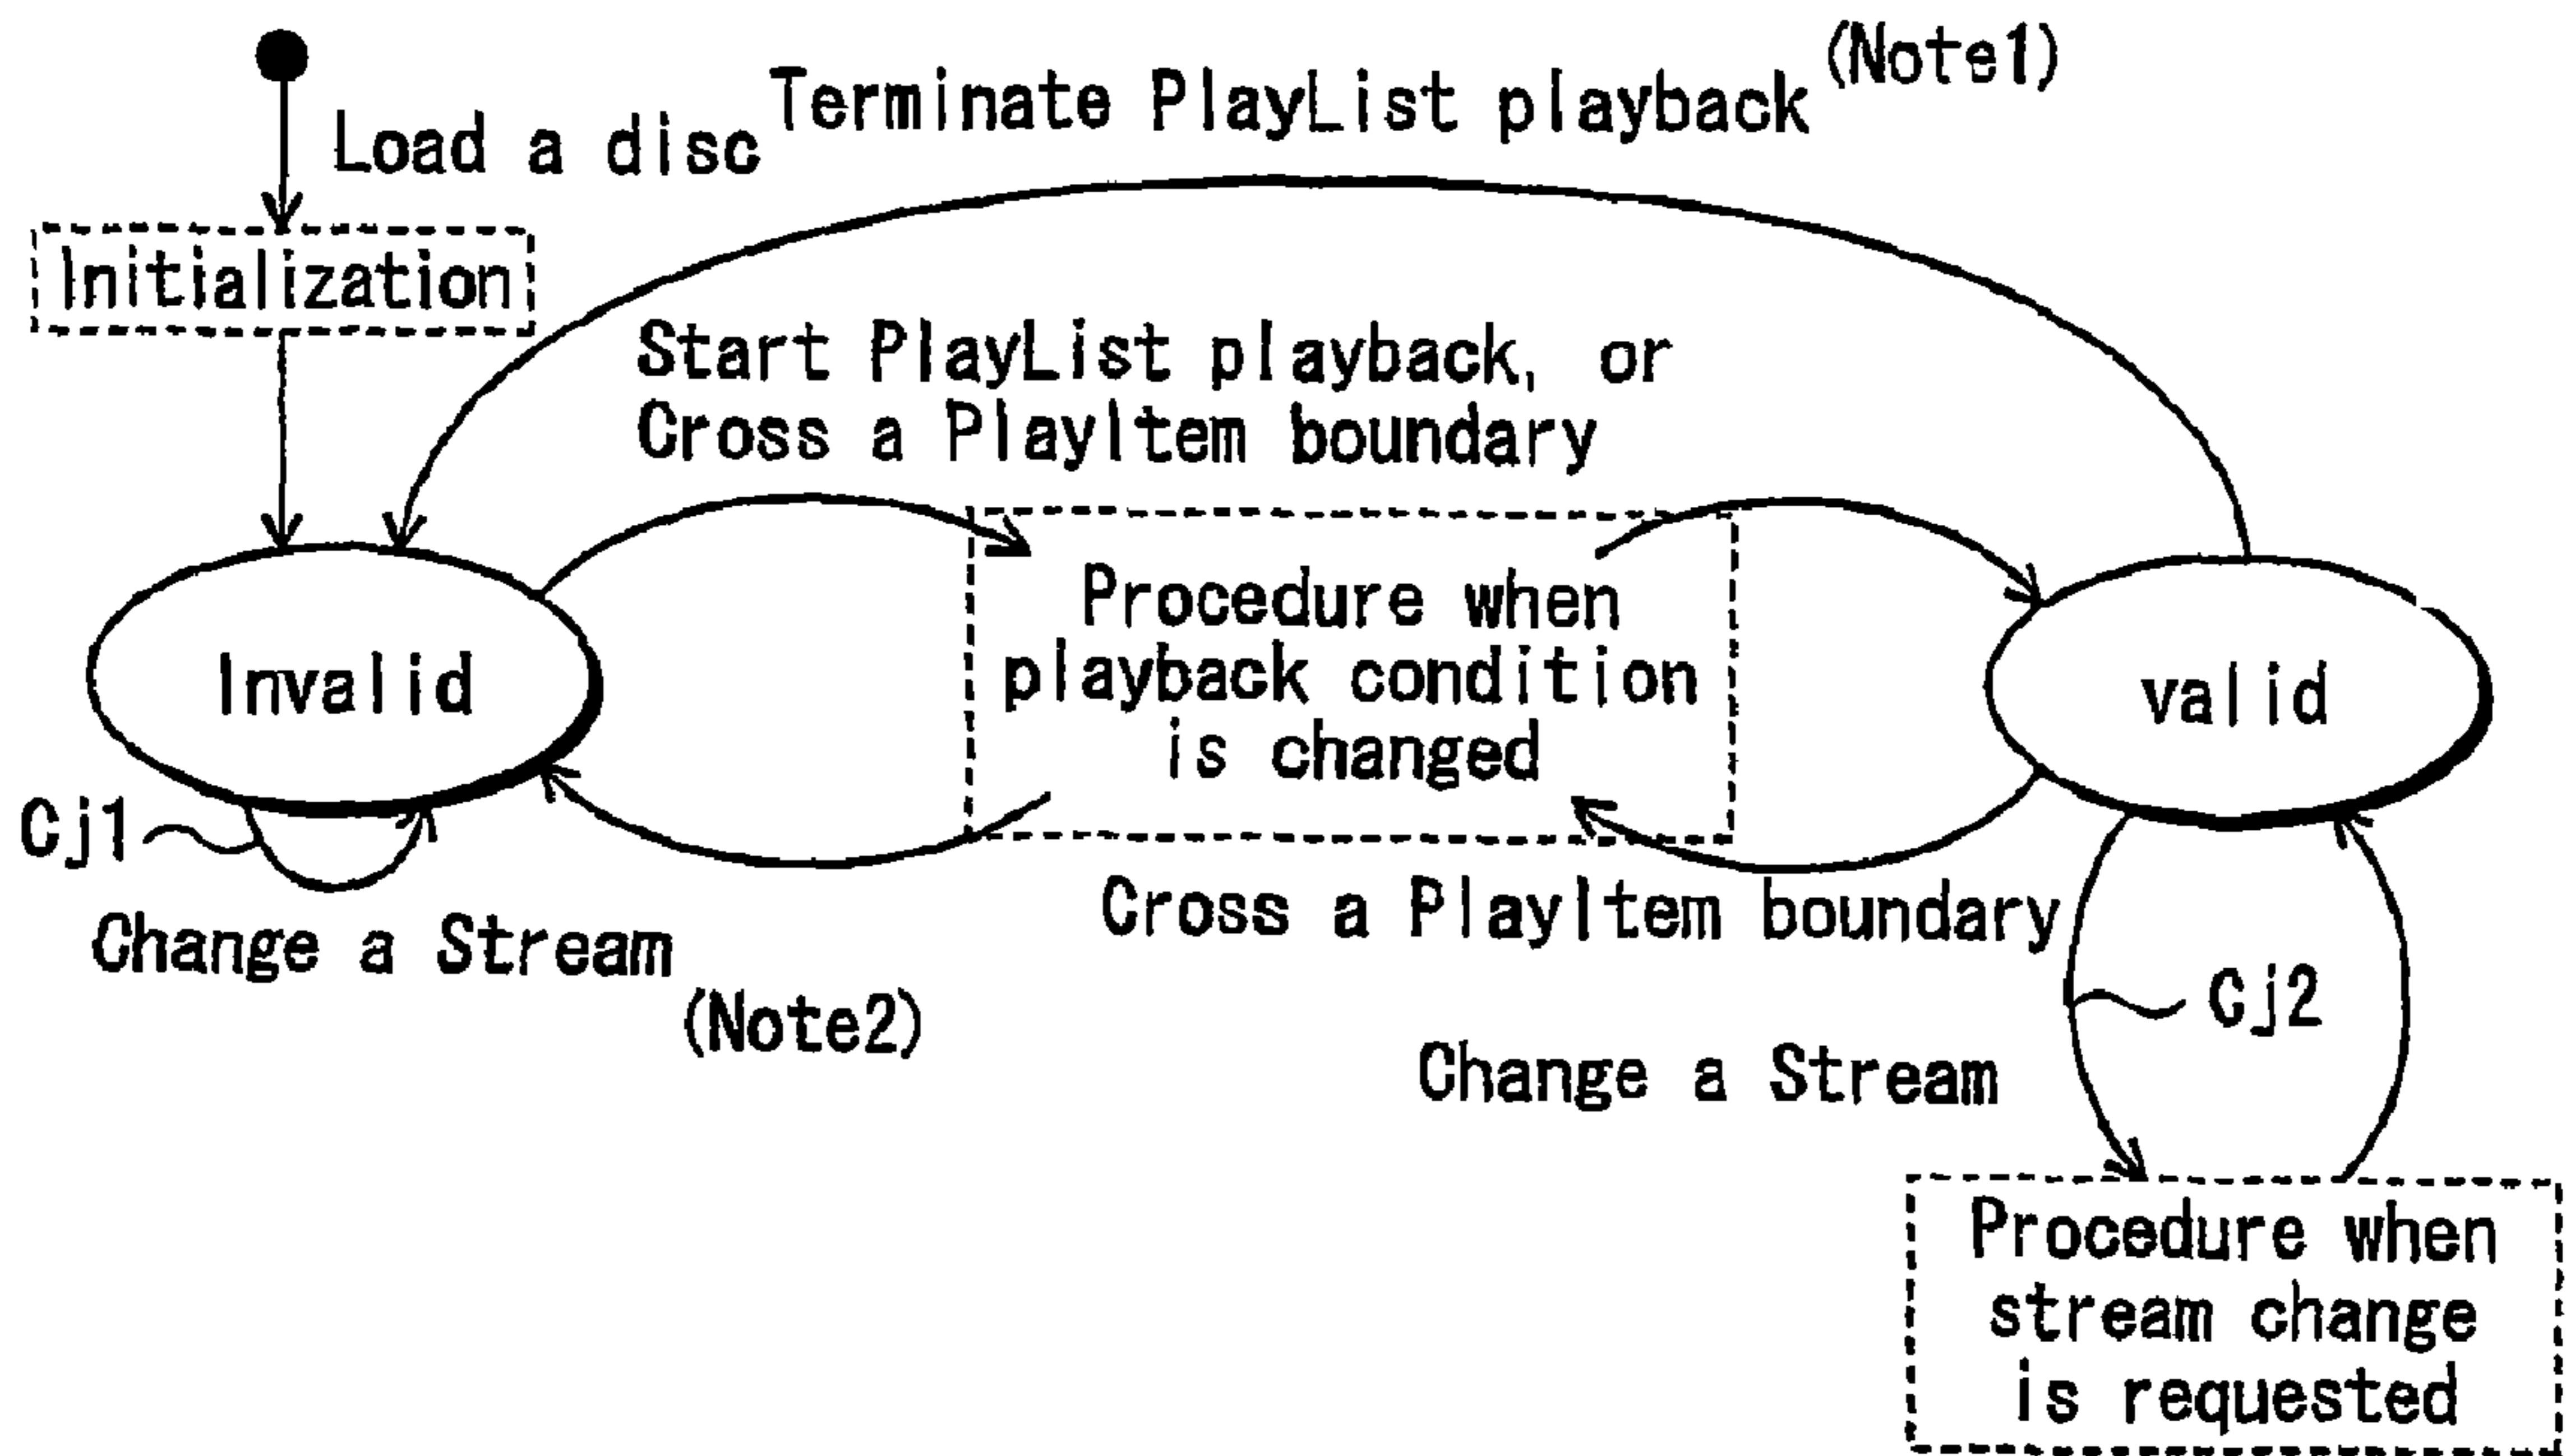 (Note1)
Terminate PlayList playback
Load a disc
Initialization
Start PlayList playback, or
Cross a PlayItem boundary
Procedure when
playback condition
is changed
Invalid
valid
Cj1
Change a Stream
(Note2)
Cross a PlayItem boundary
Cj2
Change a Stream
Procedure when
stream change
is requested